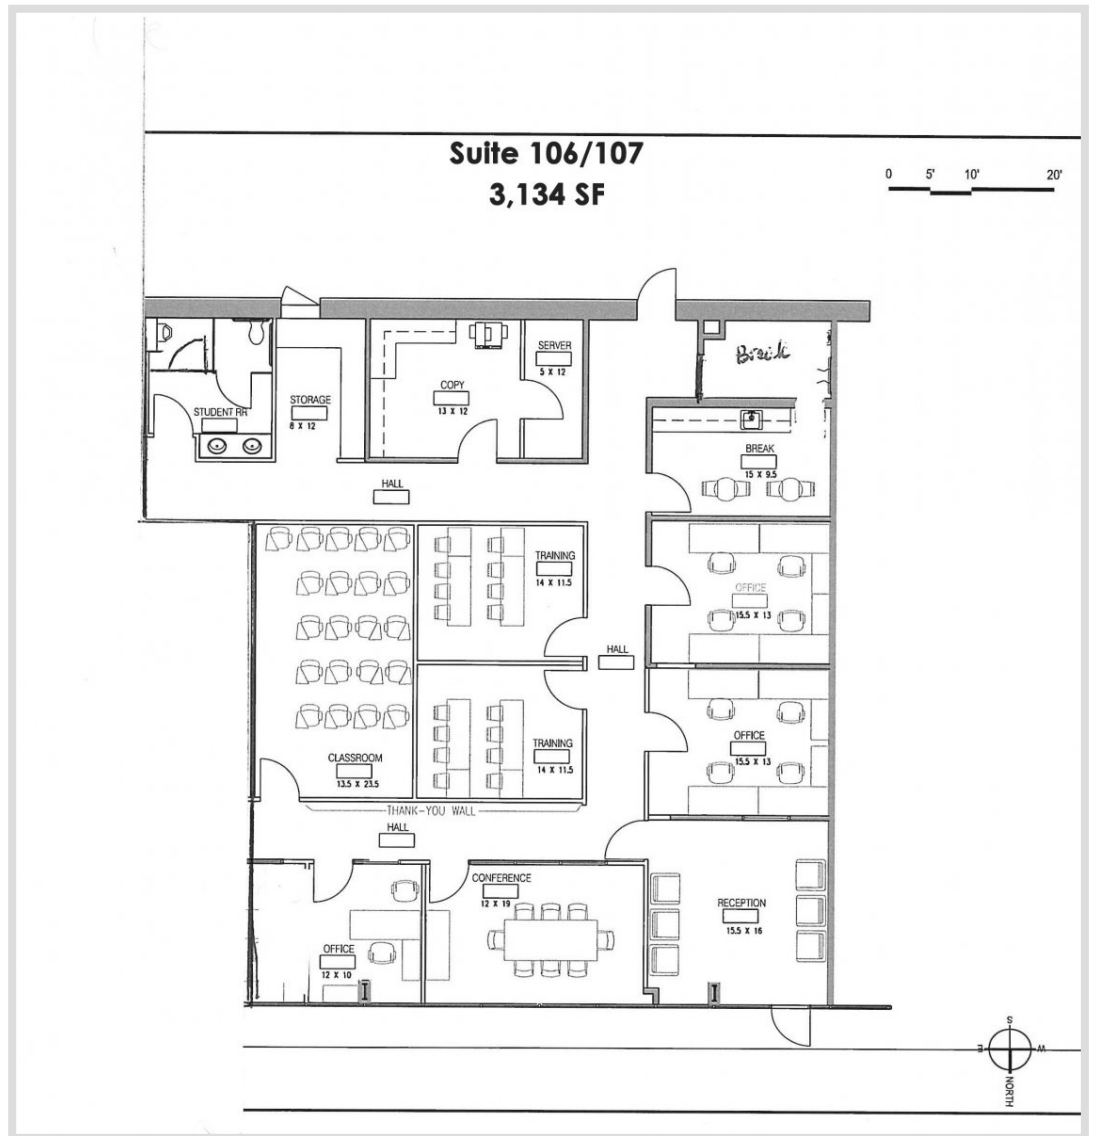 Suite 106/107
3,134 SF
0 5' 10' 20'
Break
SERVER
5 X 12
COPY
13 X 12
STORAGE
8 X 12
STUDENT RR
BREAK
15 X 9.5
HALL
TRAINING
14 X 11.5
OFFICE
15.5 X 13
HALL
OFFICE
15.5 X 13
TRAINING
14 X 11.5
CLASSROOM
13.5 X 23.5
THANK-YOU WALL
HALL
CONFERENCE
12 X 19
RECEPTION
15.5 X 16
OFFICE
12 X 10
S
E W
NORTH